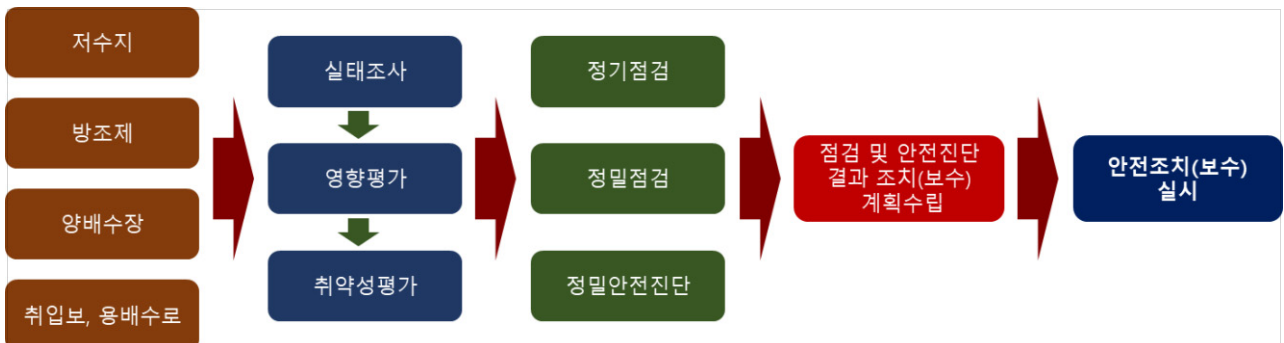 저수지
방조제
양배수장
취입보, 용배수로
실태조사
영향평가
취약성평가
정기점검
정밀점검
정밀안전진단
점검 및 안전진단
결과 조치(보수)
계획수립
안전조치(보수)
실시